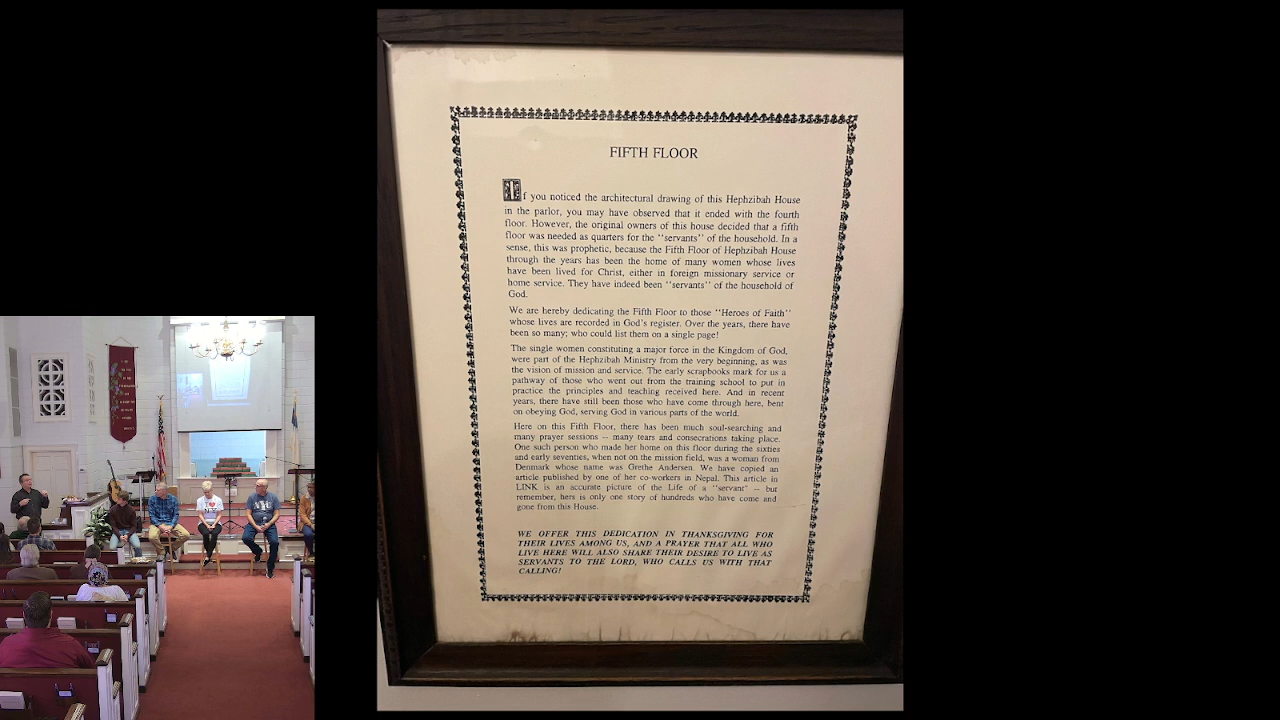 FIFTH FLOOR
If you noticed the architectural drawing of this Hephzibah House
in the parlor, you may have observed that it ended with the fourth
floor. However, the original owners of this house decided that a fifth
floor was needed as quarters for the "servants" of the household. In a
sense, this was prophetic, because the Fifth Floor of Hephzibah House
through the years has been the home of many women whose lives
have been lived for Christ, either in foreign missionary service or
home service. They have indeed been "servants" of the household of
God.
We are hereby dedicating the Fifth Floor to those "Heroes of Faith"
whose lives are recorded in God's register. Over the years, there have
been so many; who could list them on a single page!
The single women constituting a major force in the Kingdom of God,
were part of the Hephzibah Ministry from the very beginning, as was
the vision of mission and service. The early scrapbooks mark for us a
pathway of those who went out from the training school to put in
practice the principles and teaching received here. And in recent
years, there have still been those who have come through here, bent
on obeying God, serving God in various parts of the world.
Here on this Fifth Floor, there has been much soul-searching and
many prayer sessions -- many tears and consecrations taking place.
One such person who made her home on this floor during the sixties
and early seventies, when not on the mission field, was a woman from
Denmark whose name was Grethe Andersen. We have copied an
article published by one of her co-workers in Nepal. This article in
LINK is an accurate picture of the Life of a "servant" -- but
remember, hers is only one story of hundreds who have come and
gone from this House.
WE OFFER THIS DEDICATION IN THANKSGIVING FOR
THEIR LIVES AMONG US, AND A PRAYER THAT ALL WHO
LIVE HERE WILL ALSO SHARE THEIR DESIRE TO LIVE AS
SERVANTS TO THE LORD, WHO CALLS US WITH THAT
CALLING!